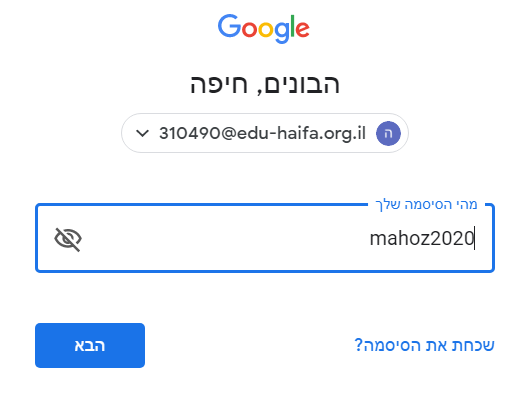 Google
הבונים, חיפה
310490@edu-haifa.org.il ה
מהי הסיסמה שלך
mahoz2020
שכחת את הסיסמה?
הבא